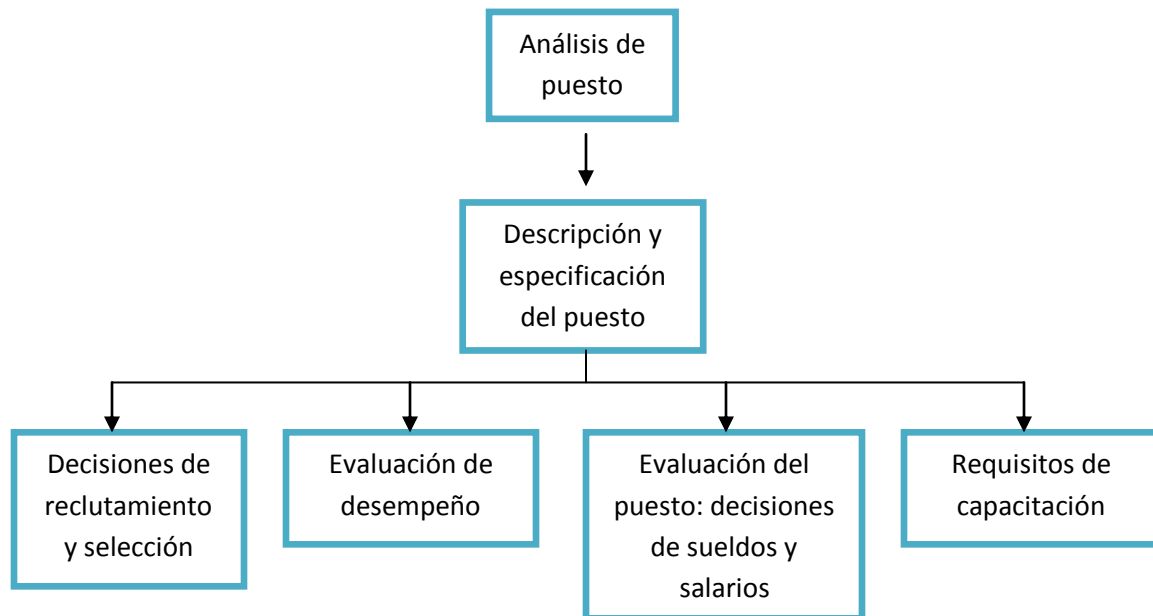 Análisis de
puesto
Descripción y
especificación
del puesto
Decisiones de
reclutamiento
y selección
Evaluación de
desempeño
Evaluación del
puesto: decisiones
de sueldos y
salarios
Requisitos de
capacitación